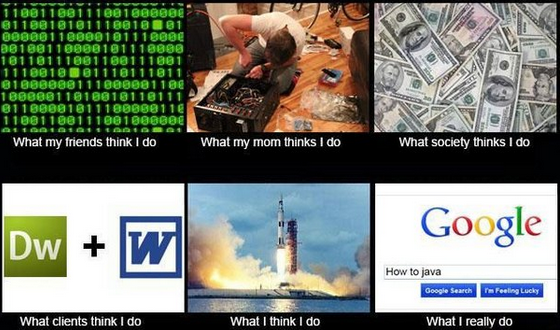 What my friends think I do
What my mom thinks I do
What society thinks I do
Dw + W
Google
How to java
Google Search
I'm Feeling Lucky
What clients think I do
What I think I do
What I really do